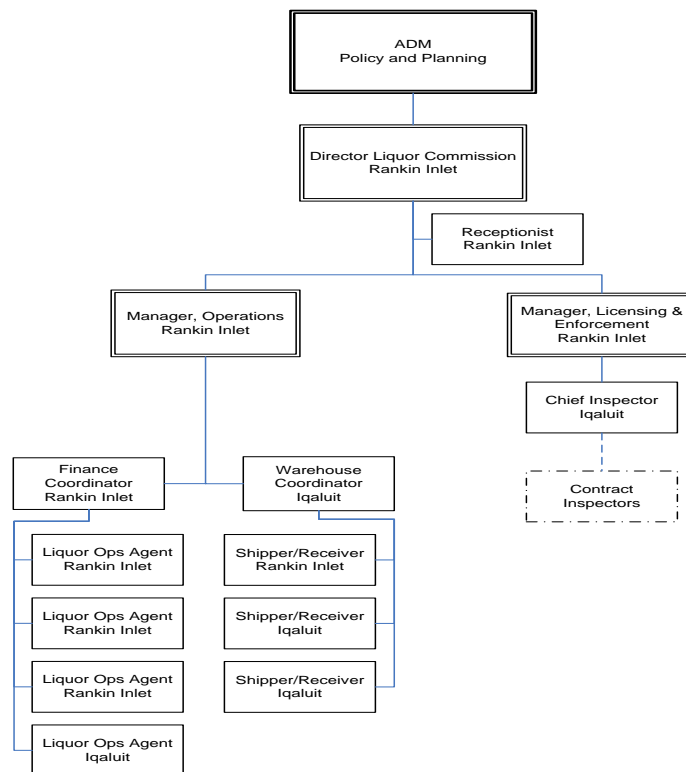 ADM
Policy and Planning
Director Liquor Commission
Rankin Inlet
Receptionist
Rankin Inlet
Manager, Operations
Rankin Inlet
Manager, Licensing &
Enforcement
Rankin Inlet
Chief Inspector
Iqaluit
Finance
Coordinator
Rankin Inlet
Warehouse
Coordinator
Iqaluit
Contract
Inspectors
Liquor Ops Agent
Rankin Inlet
Shipper/Receiver
Rankin Inlet
Liquor Ops Agent
Rankin Inlet
Shipper/Receiver
Iqaluit
Liquor Ops Agent
Rankin Inlet
Shipper/Receiver
Iqaluit
Liquor Ops Agent
Iqaluit